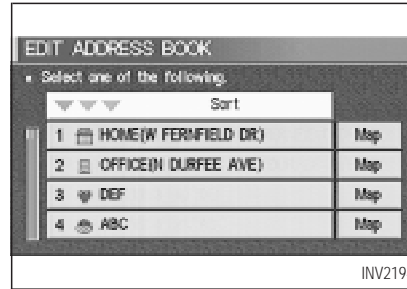 EDIT ADDRESS BOOK
Select one of the following.
Sort
1 HOME(W FERNFIELD DR) Map
2 OFFICE(N DURFEE AVE) Map
3 DEF Map
4 ABC Map
INV219